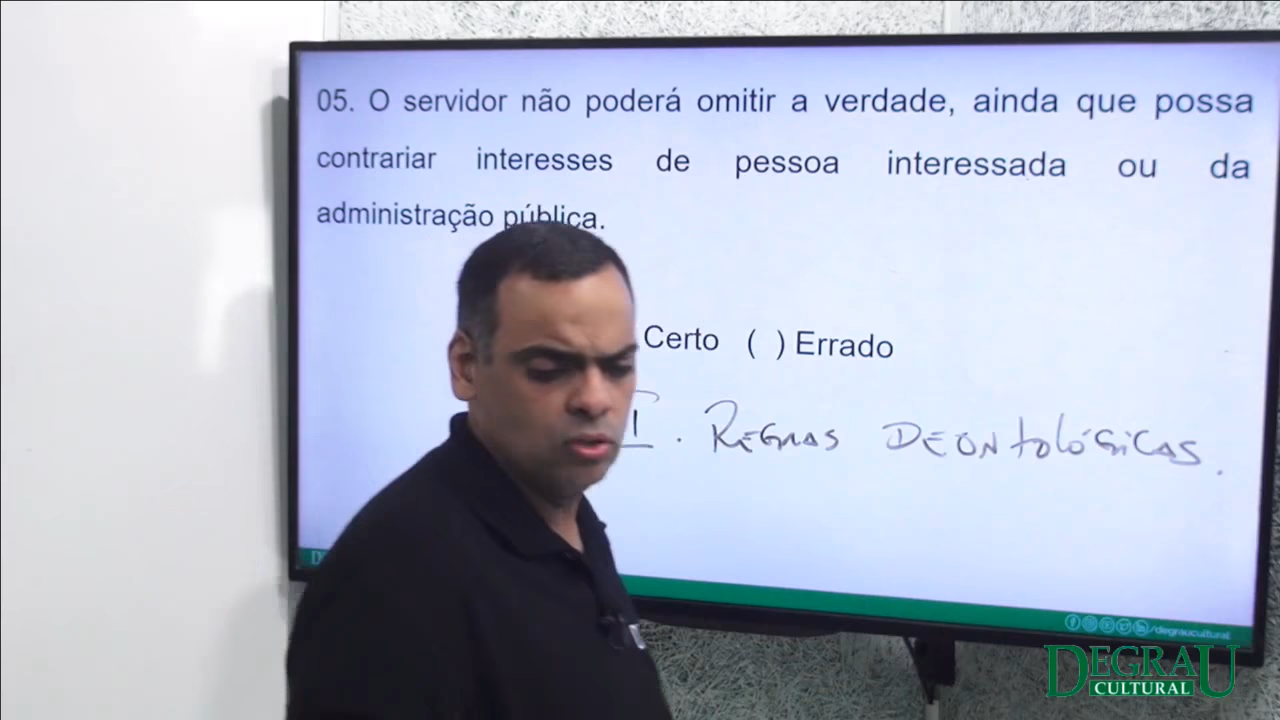 05. O servidor não poderá omitir a verdade, ainda que possa
contrariar interesses de pessoa interessada ou da
administração pública.
Certo ( ) Errado
I. REGRAS DEONTOLÓGICAS.
/degraucultural
DEGRAU
CULTURAL